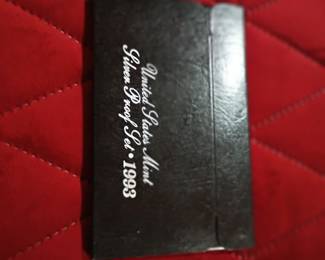 United States Mint
Silver Proof Set • 1993